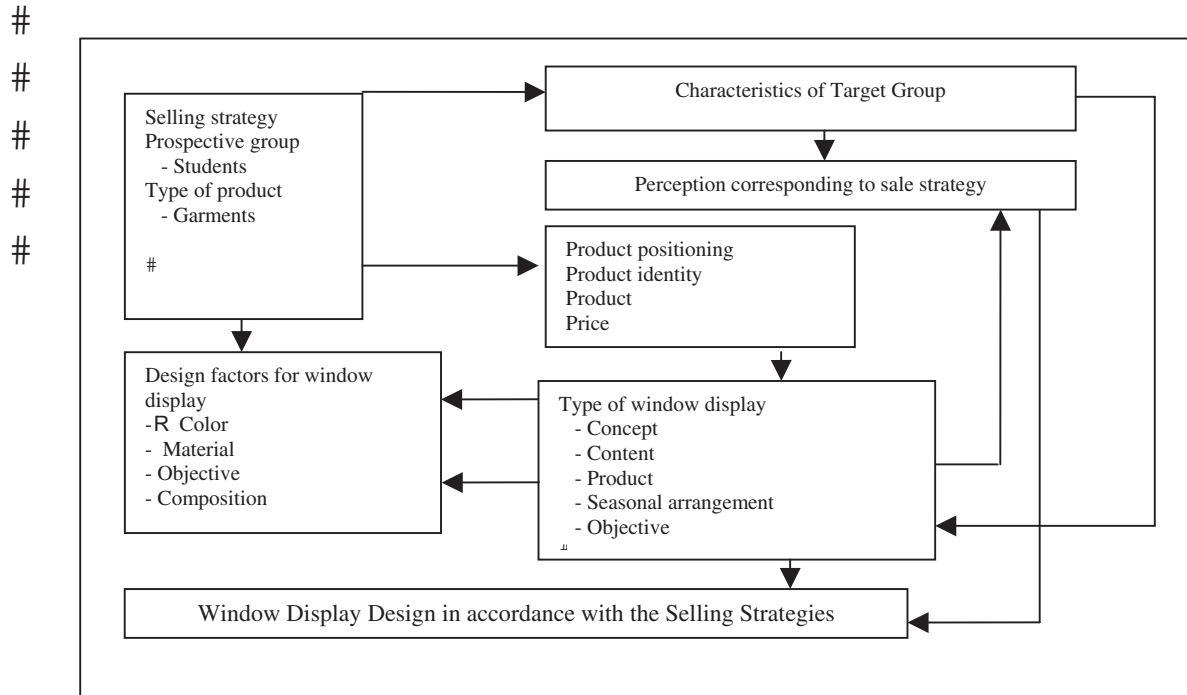 #
#
#
#
#
Selling strategy
Prospective group
- Students
Type of product
- Garments
#
Characteristics of Target Group
Perception corresponding to sale strategy
Product positioning
Product identity
Product
Price
Design factors for window
display
-R Color
- Material
- Objective
- Composition
Type of window display
- Concept
- Content
- Product
- Seasonal arrangement
- Objective
Window Display Design in accordance with the Selling Strategies